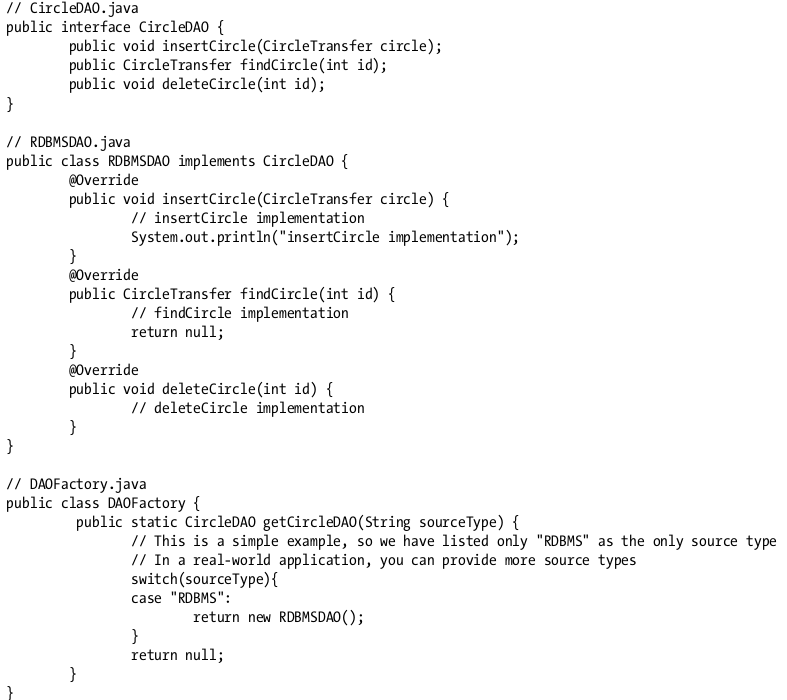 // CircleDAO.java
public interface CircleDAO {
        public void insertCircle(CircleTransfer circle);
        public CircleTransfer findCircle(int id);
        public void deleteCircle(int id);
}

// RDBMSDAO.java
public class RDBMSDAO implements CircleDAO {
        @Override
        public void insertCircle(CircleTransfer circle) {
                // insertCircle implementation
                System.out.println("insertCircle implementation");
        }
        @Override
        public CircleTransfer findCircle(int id) {
                // findCircle implementation
                return null;
        }
        @Override
        public void deleteCircle(int id) {
                // deleteCircle implementation
        }
}

// DAOFactory.java
public class DAOFactory {
         public static CircleDAO getCircleDAO(String sourceType) {
                // This is a simple example, so we have listed only "RDBMS" as the only source type
                // In a real-world application, you can provide more source types
                switch(sourceType){
                case "RDBMS":
                        return new RDBMSDAO();
                }
                return null;
        }
}